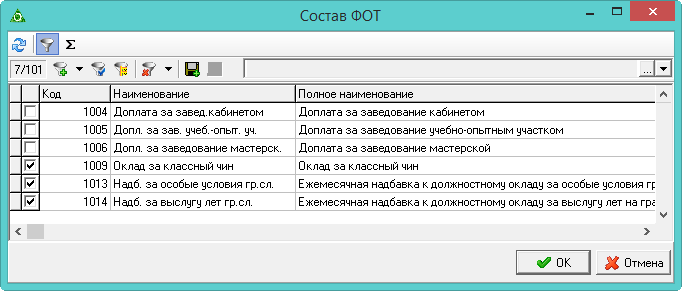 Состав ФОТ
Σ
7/101
...
Код Наименование Полное наименование
1004 Доплата за завед.кабинетом Доплата за заведование кабинетом
1005 Допл. за зав. учеб.-опыт. уч. Доплата за заведование учебно-опытным участком
1006 Допл. за заведование мастерск. Доплата за заведование мастерской
1009 Оклад за классный чин Оклад за классный чин
1013 Надб. за особые условия гр.сл. Ежемесячная надбавка к должностному окладу за особые условия гр
1014 Надб. за выслугу лет гр.сл. Ежемесячная надбавка к должностному окладу за выслугу лет на гра
OK Отмена